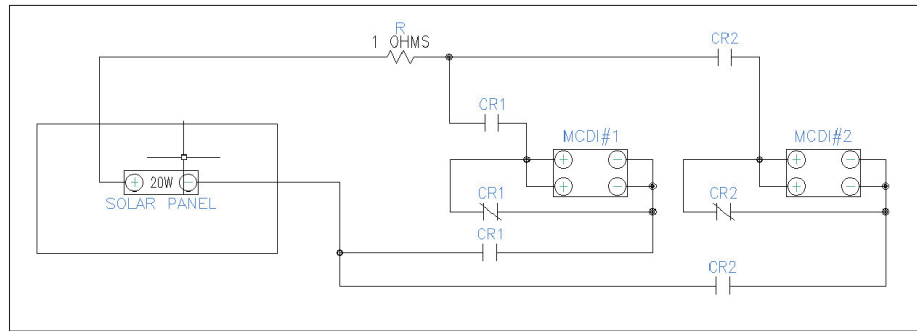 R
1 OHMS
CR2
CR1
MCDI#1
MCDI#2
+ -
+ -
+ 20W -
+ -
+ -
SOLAR PANEL
CR1
CR2
CR1
CR2